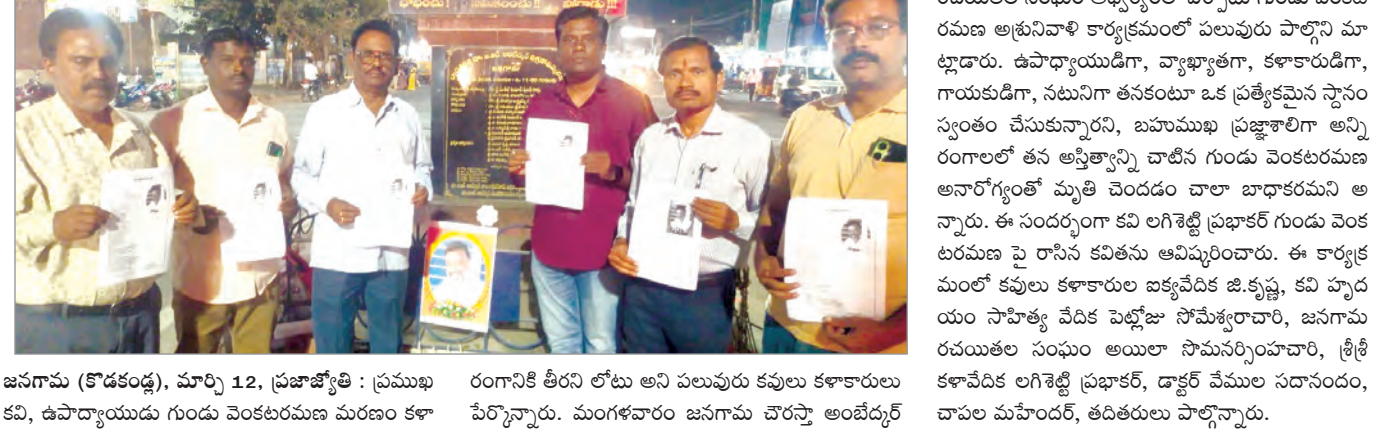 బోధించు! సమీకరించు!! పోరాడు!!!
జనగామ (కొడకండ్ల), మార్చి 12, ప్రజాజ్యోతి : ప్రముఖ
కవి, ఉపాద్యాయుడు గుండు వెంకటరమణ మరణం కళా
రంగానికి తీరని లోటు అని పలువురు కవులు కళాకారులు
పేర్కొన్నారు. మంగళవారం జనగామ చౌరస్తా అంబేద్కర్
రమణ అశ్రునివాళి కార్యక్రమంలో పలువురు పాల్గొని మా
ట్లాడారు. ఉపాధ్యాయుడిగా, వ్యాఖ్యాతగా, కళాకారుడిగా,
గాయకుడిగా, నటునిగా తనకంటూ ఒక ప్రత్యేకమైన స్థానం
స్వంతం చేసుకున్నారని, బహుముఖ ప్రజ్ఞాశాలిగా అన్ని
రంగాలలో తన అస్తిత్వాన్ని చాటిన గుండు వెంకటరమణ
అనారోగ్యంతో మృతి చెందడం చాలా బాధాకరమని అ
న్నారు. ఈ సందర్భంగా కవి లగిశెట్టి ప్రభాకర్ గుండు వెంక
టరమణ పై రాసిన కవితను ఆవిష్కరించారు. ఈ కార్యక్ర
మంలో కవులు కళాకారుల ఐక్యవేదిక జి.కృష్ణ, కవి హృద
యం సాహిత్య వేదిక పెట్లోజు సోమేశ్వరాచారి, జనగామ
రచయితల సంఘం అయిలా సొమనర్సింహచారి, శ్రీశ్రీ
కళావేదిక లగిశెట్టి ప్రభాకర్, డాక్టర్ వేముల సదానందం,
చాపల మహేందర్, తదితరులు పాల్గొన్నారు.